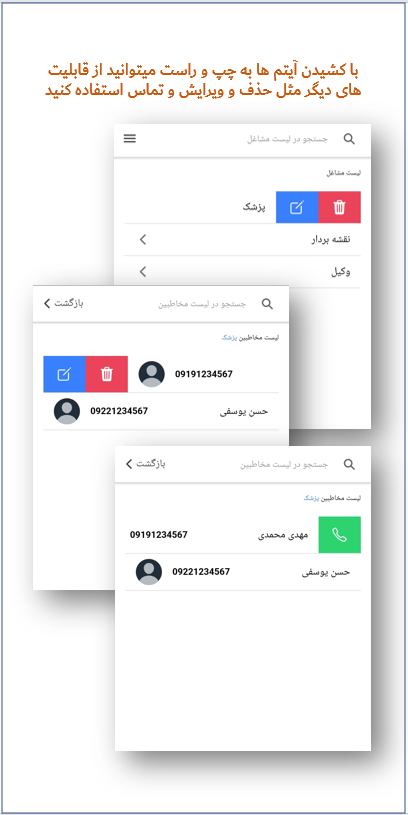 با کشیدن آیتم ها به چپ و راست میتوانید از قابلیت
های دیگر مثل حذف و ویرایش و تماس استفاده کنید
جستجو در لیست مشاغل
لیست مشاغل
پزشک
نقشه بردار
وکیل
جستجو در لیست مخاطبین
بازگشت
لیست مخاطبین پزشک
09191234567
حسن یوسفی 09221234567
جستجو در لیست مخاطبین
بازگشت
لیست مخاطبین پزشک
مهدی محمدی 09191234567
حسن یوسفی 09221234567